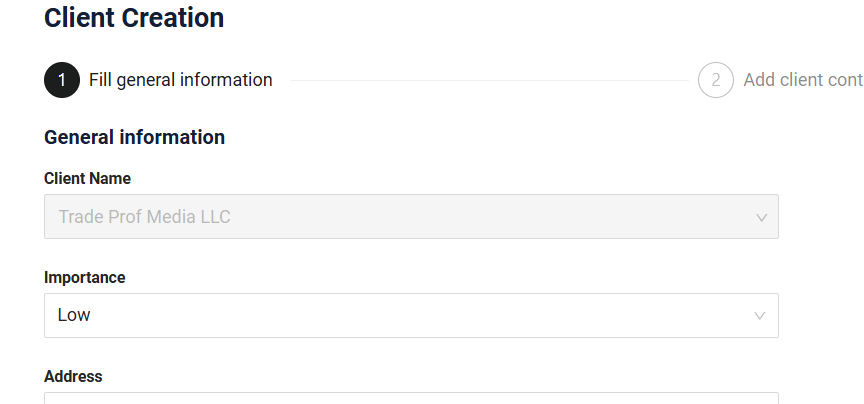 Client Creation
1 Fill general information 2 Add client cont
General information
Client Name
Trade Prof Media LLC
Importance
Low
Address